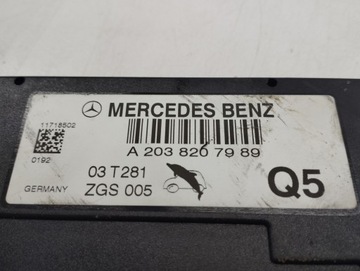 11718502
MERCEDES BENZ
A 203 820 79 89
0192
03 T281
GERMANY
ZGS 005
Q5